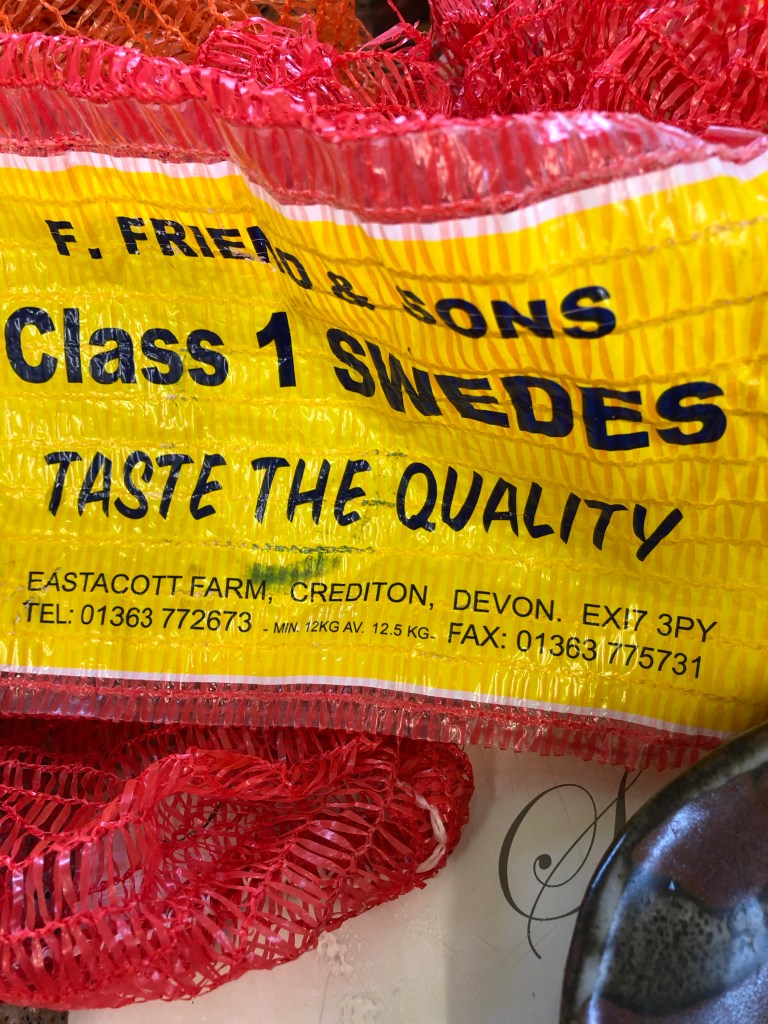 F. FRIEND & SONS
Class 1 SWEDES
TASTE THE QUALITY
EASTACOTT FARM, CREDITON, DEVON. EX17 3PY
TEL: 01363 772673 - MIN. 12KG AV. 12.5 KG- FAX: 01363 775731